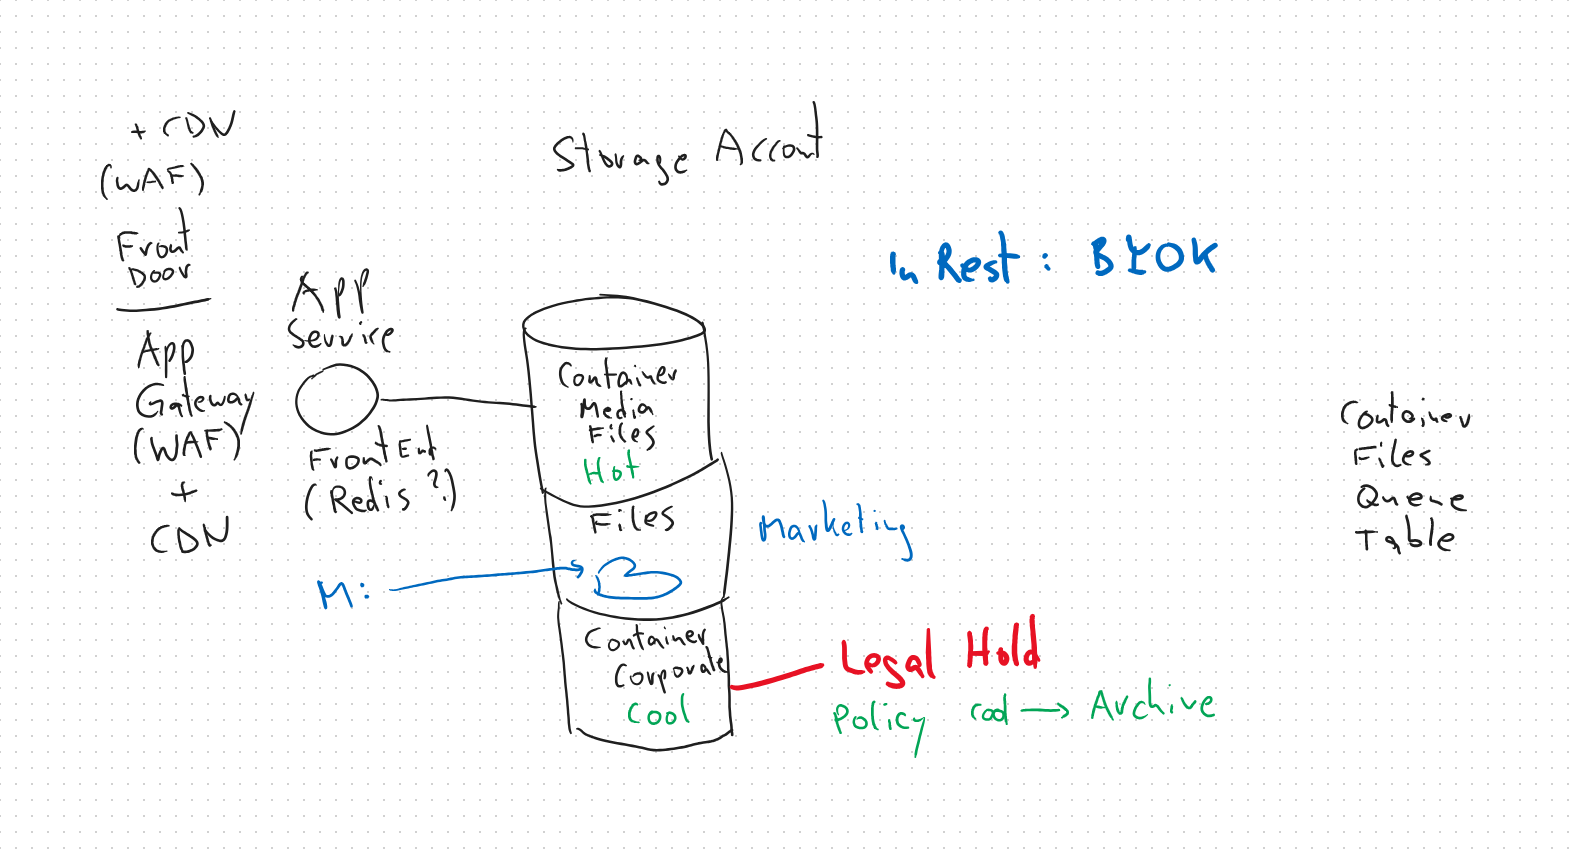 + CDN
(WAF)
Front
Door
App
Gateway
(WAF)
+
CDN
App
Service
Front End
(Redis ?)
M:
Storage Accont
Container
Media
Files
Hot
Files
Container
Corporate
Cool
In Rest : BYOK
Marketing
Legal Hold
Policy cool → Archive
Container
Files
Queue
Table